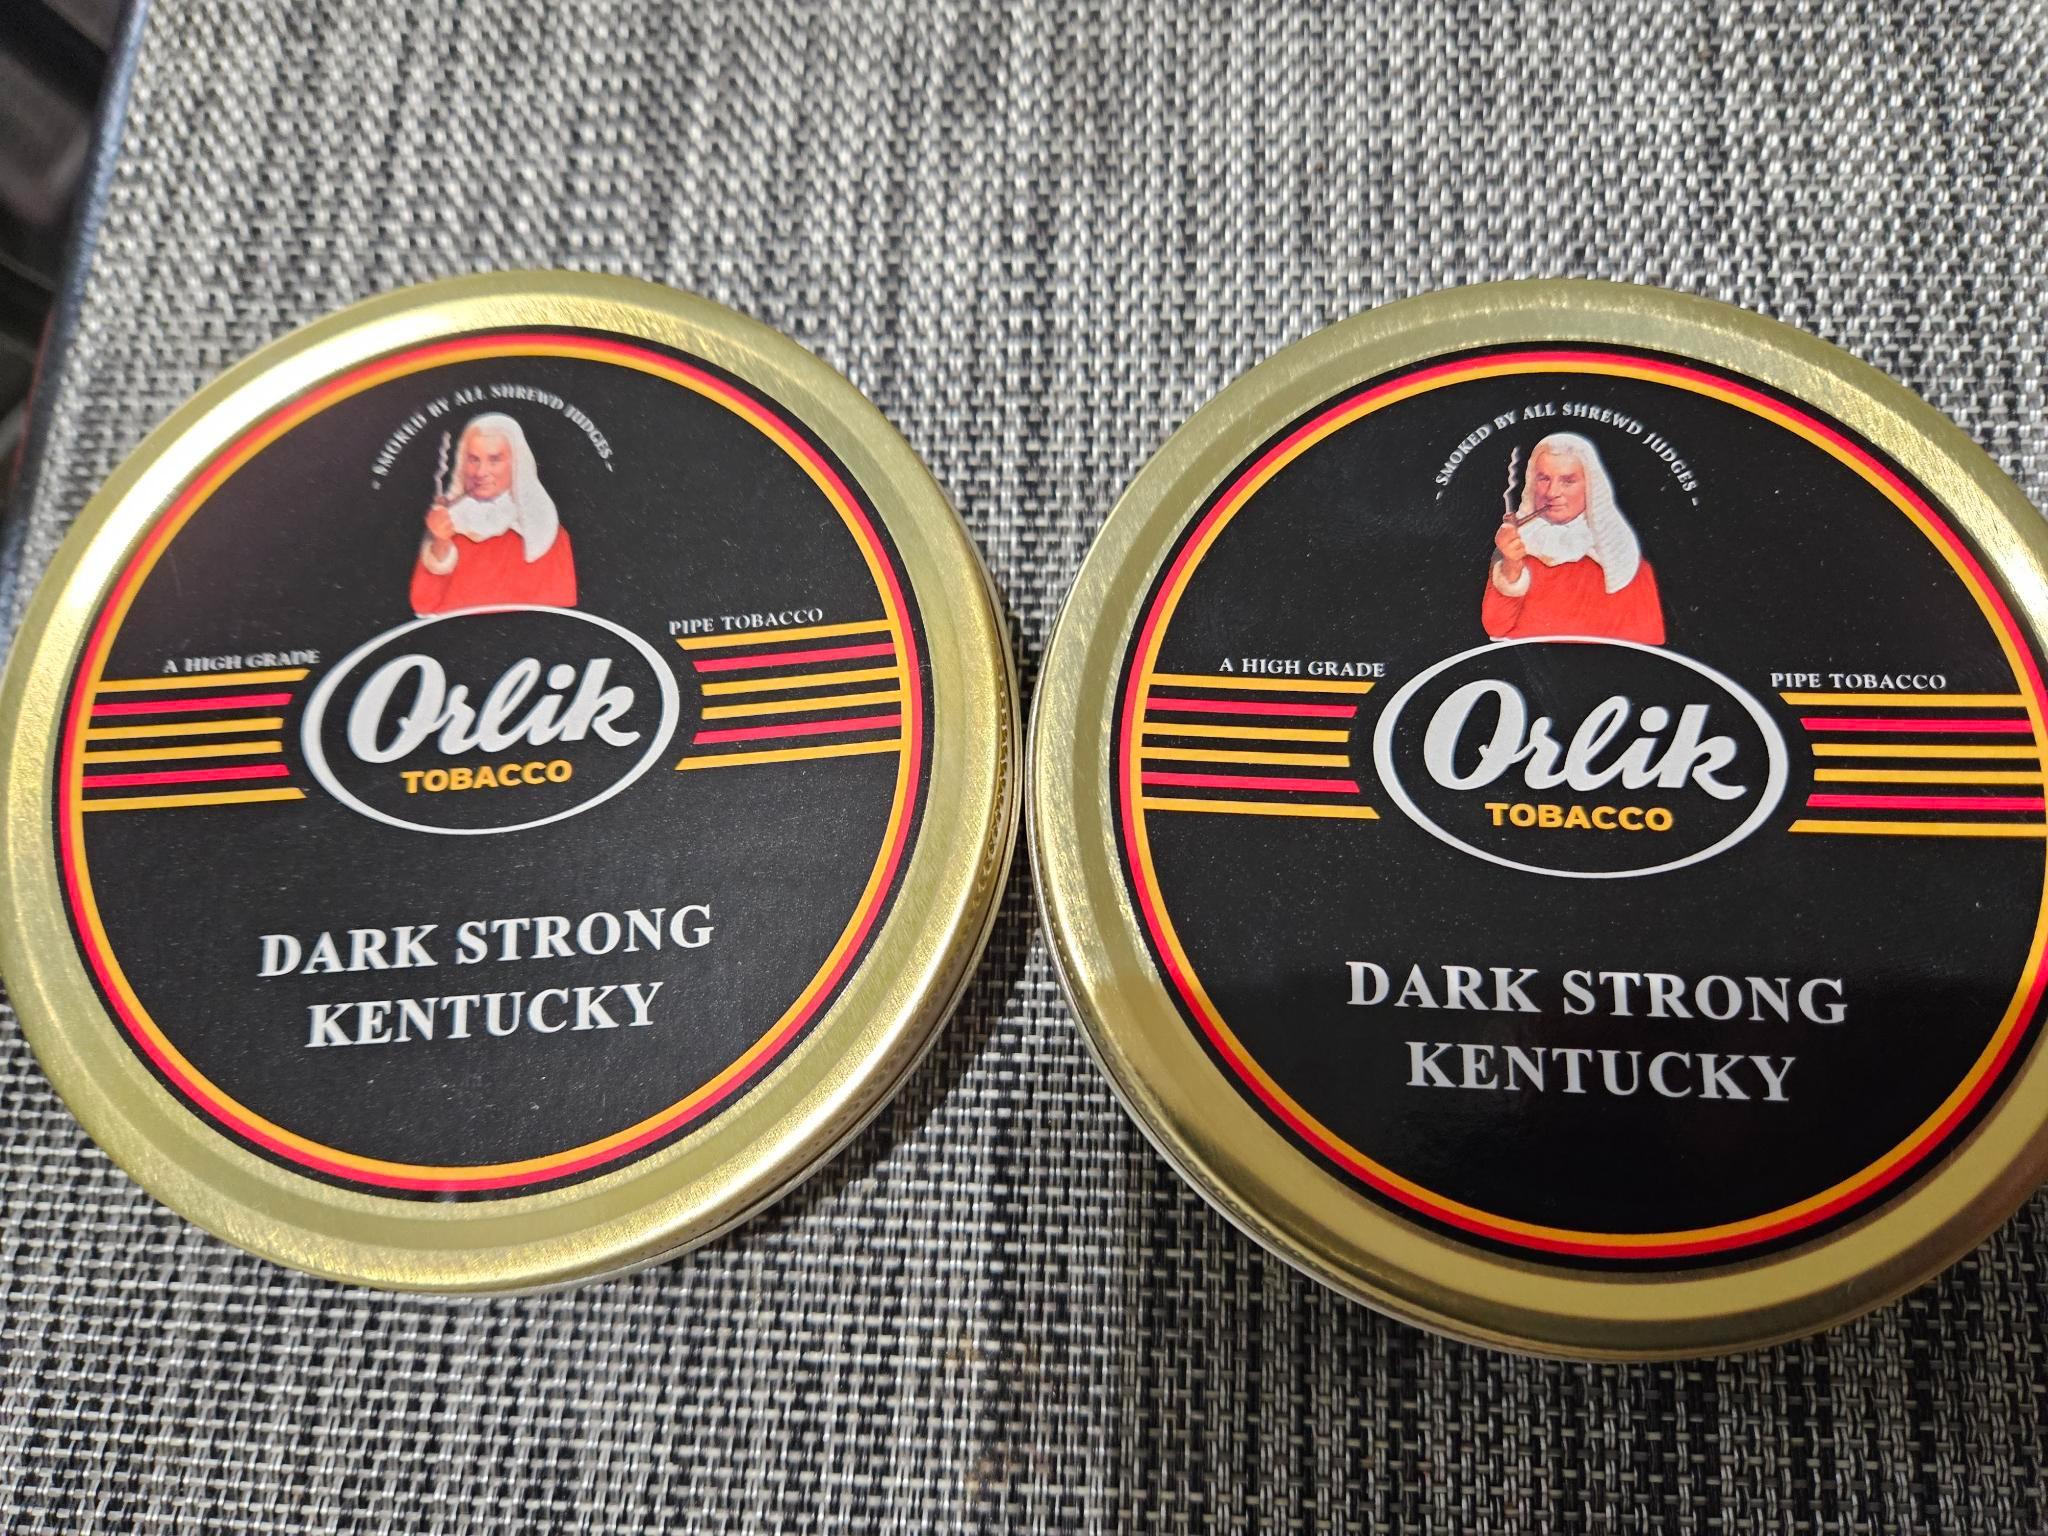 - SMOKED BY ALL SHREWD JUDGES -
A HIGH GRADE
PIPE TOBACCO
Orlik
TOBACCO
DARK STRONG
KENTUCKY
- SMOKED BY ALL SHREWD JUDGES -
A HIGH GRADE
PIPE TOBACCO
Orlik
TOBACCO
DARK STRONG
KENTUCKY